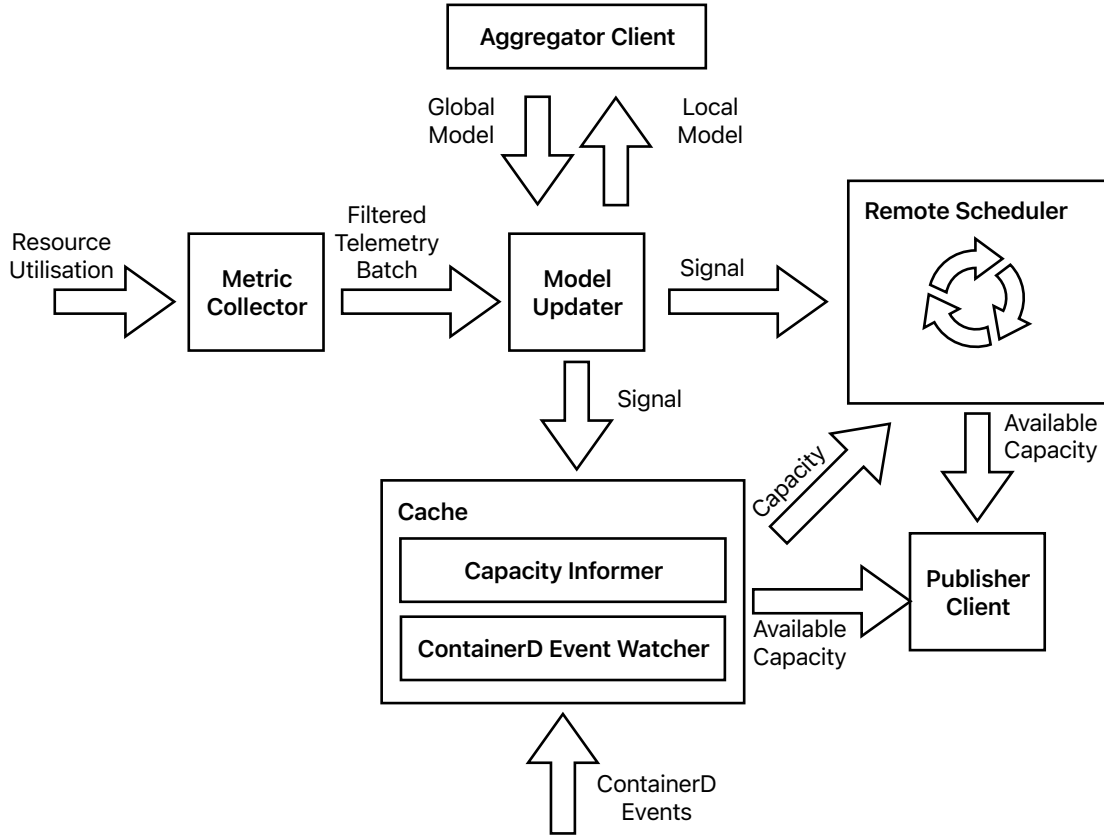 Aggregator Client
Global
Model
Local
Model
Remote Scheduler
Resource
Utilisation
Metric
Collector
Filtered
Telemetry
Batch
Model
Updater
Signal
Signal
Available
Capacity
Capacity
Cache
Capacity Informer
ContainerD Event Watcher
Available
Capacity
Publisher
Client
ContainerD
Events